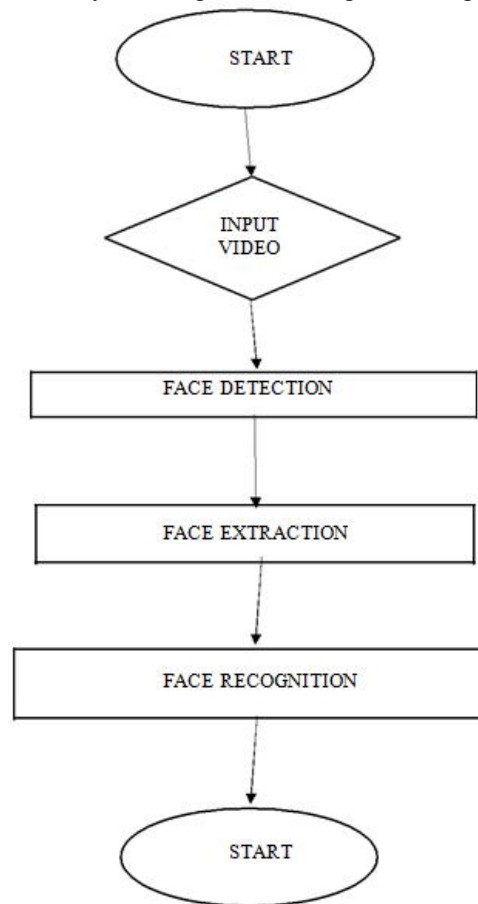 START
INPUT
VIDEO
FACE DETECTION
FACE EXTRACTION
FACE RECOGNITION
START